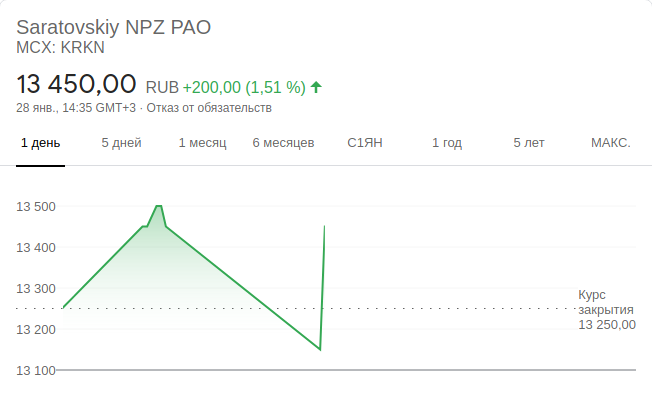 Saratovskiy NPZ PAO
MCX: KRKN
13 450,00 RUB +200,00 (1,51 %)
28 янв., 14:35 GMT+3 · Отказ от обязательств
1 день 5 дней 1 месяц 6 месяцев С1ЯН 1 год 5 лет МАКС.
13 500
13 400
13 300
Курс
закрытия
13 250,00
13 200
13 100